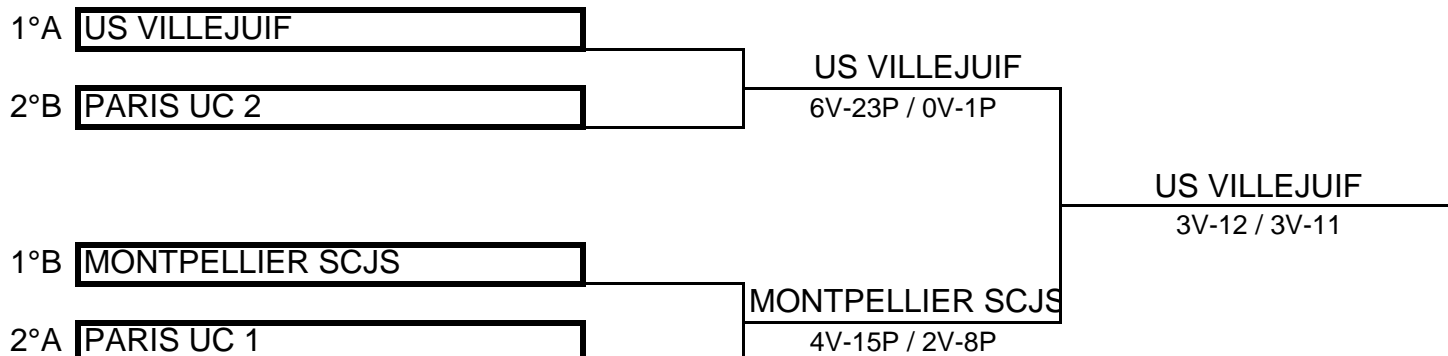 1°A US VILLEJUIF
US VILLEJUIF
2°B PARIS UC 2
6V-23P / 0V-1P
US VILLEJUIF
3V-12 / 3V-11
1°B MONTPELLIER SCJS
MONTPELLIER SCJS
2°A PARIS UC 1
4V-15P / 2V-8P